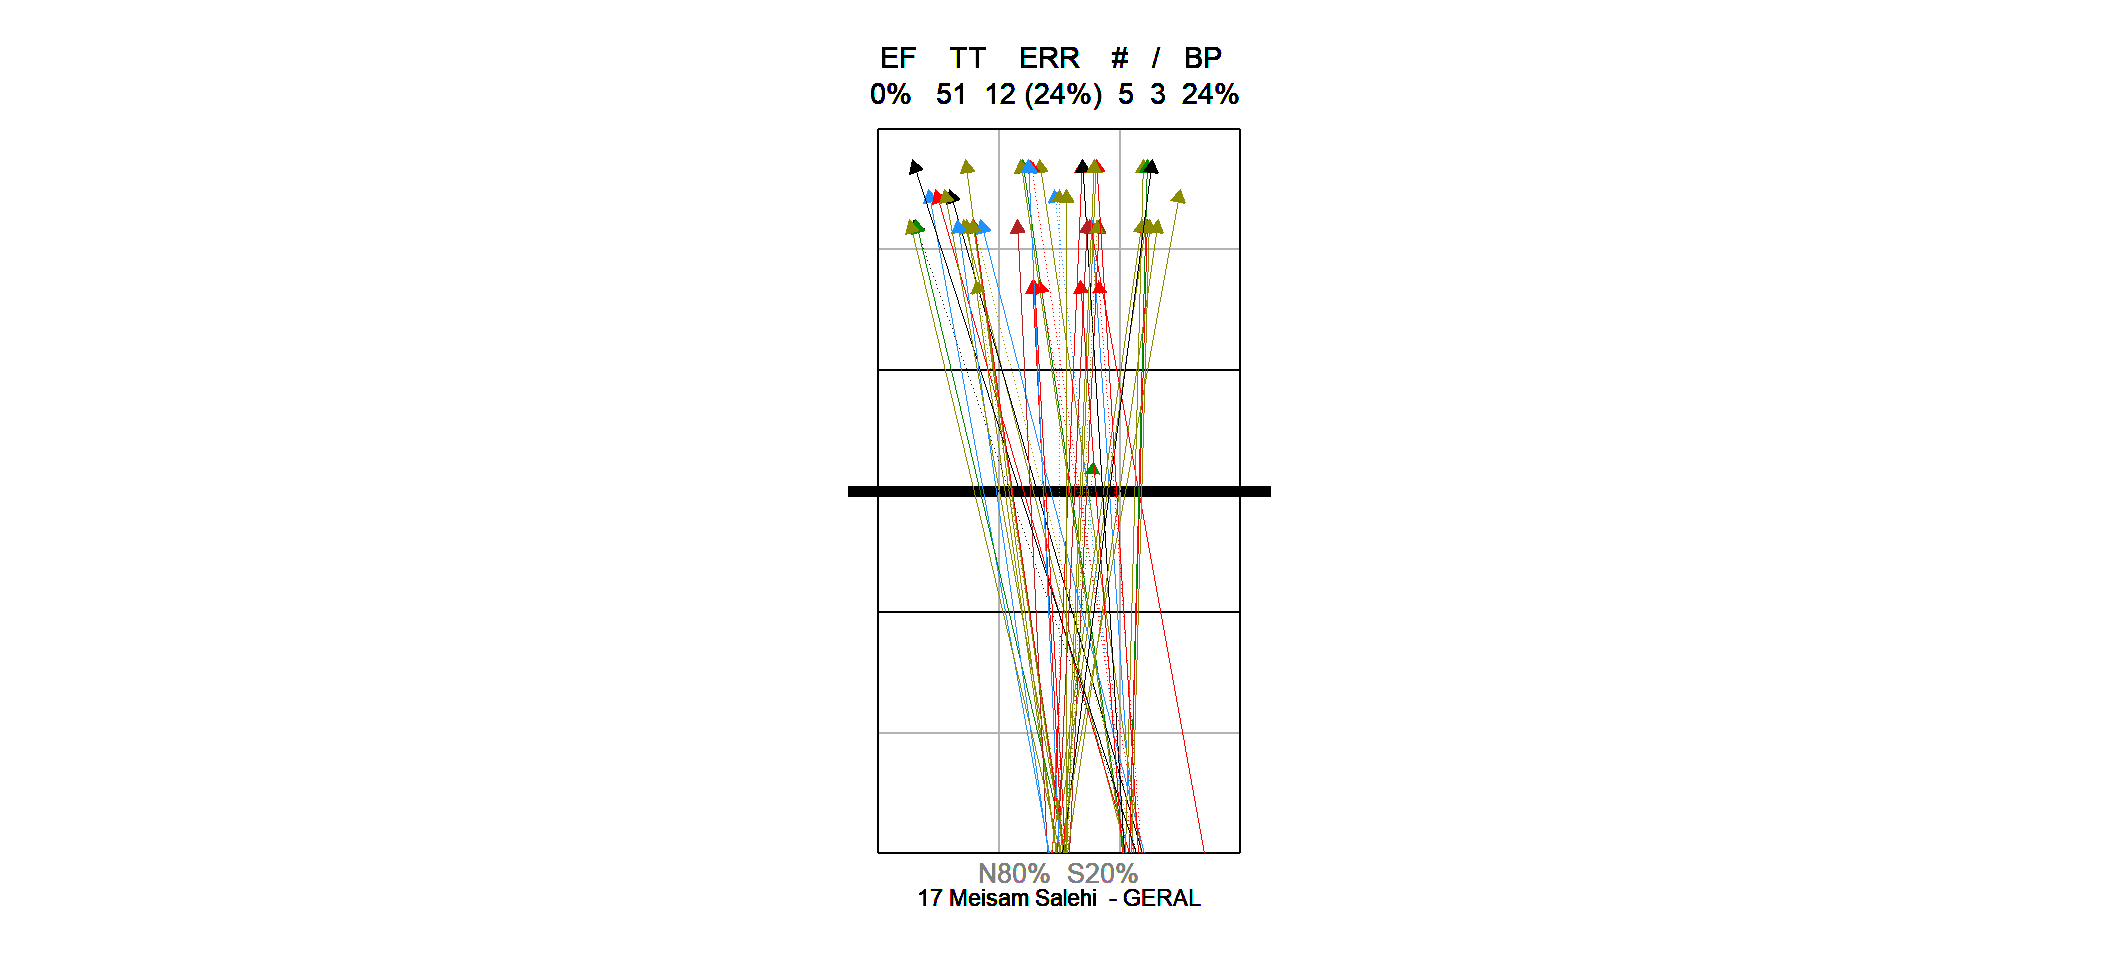 EF TT ERR # / BP
0% 51 12 (24%) 5 3 24%
N80% S20%
17 Meisam Salehi - GERAL